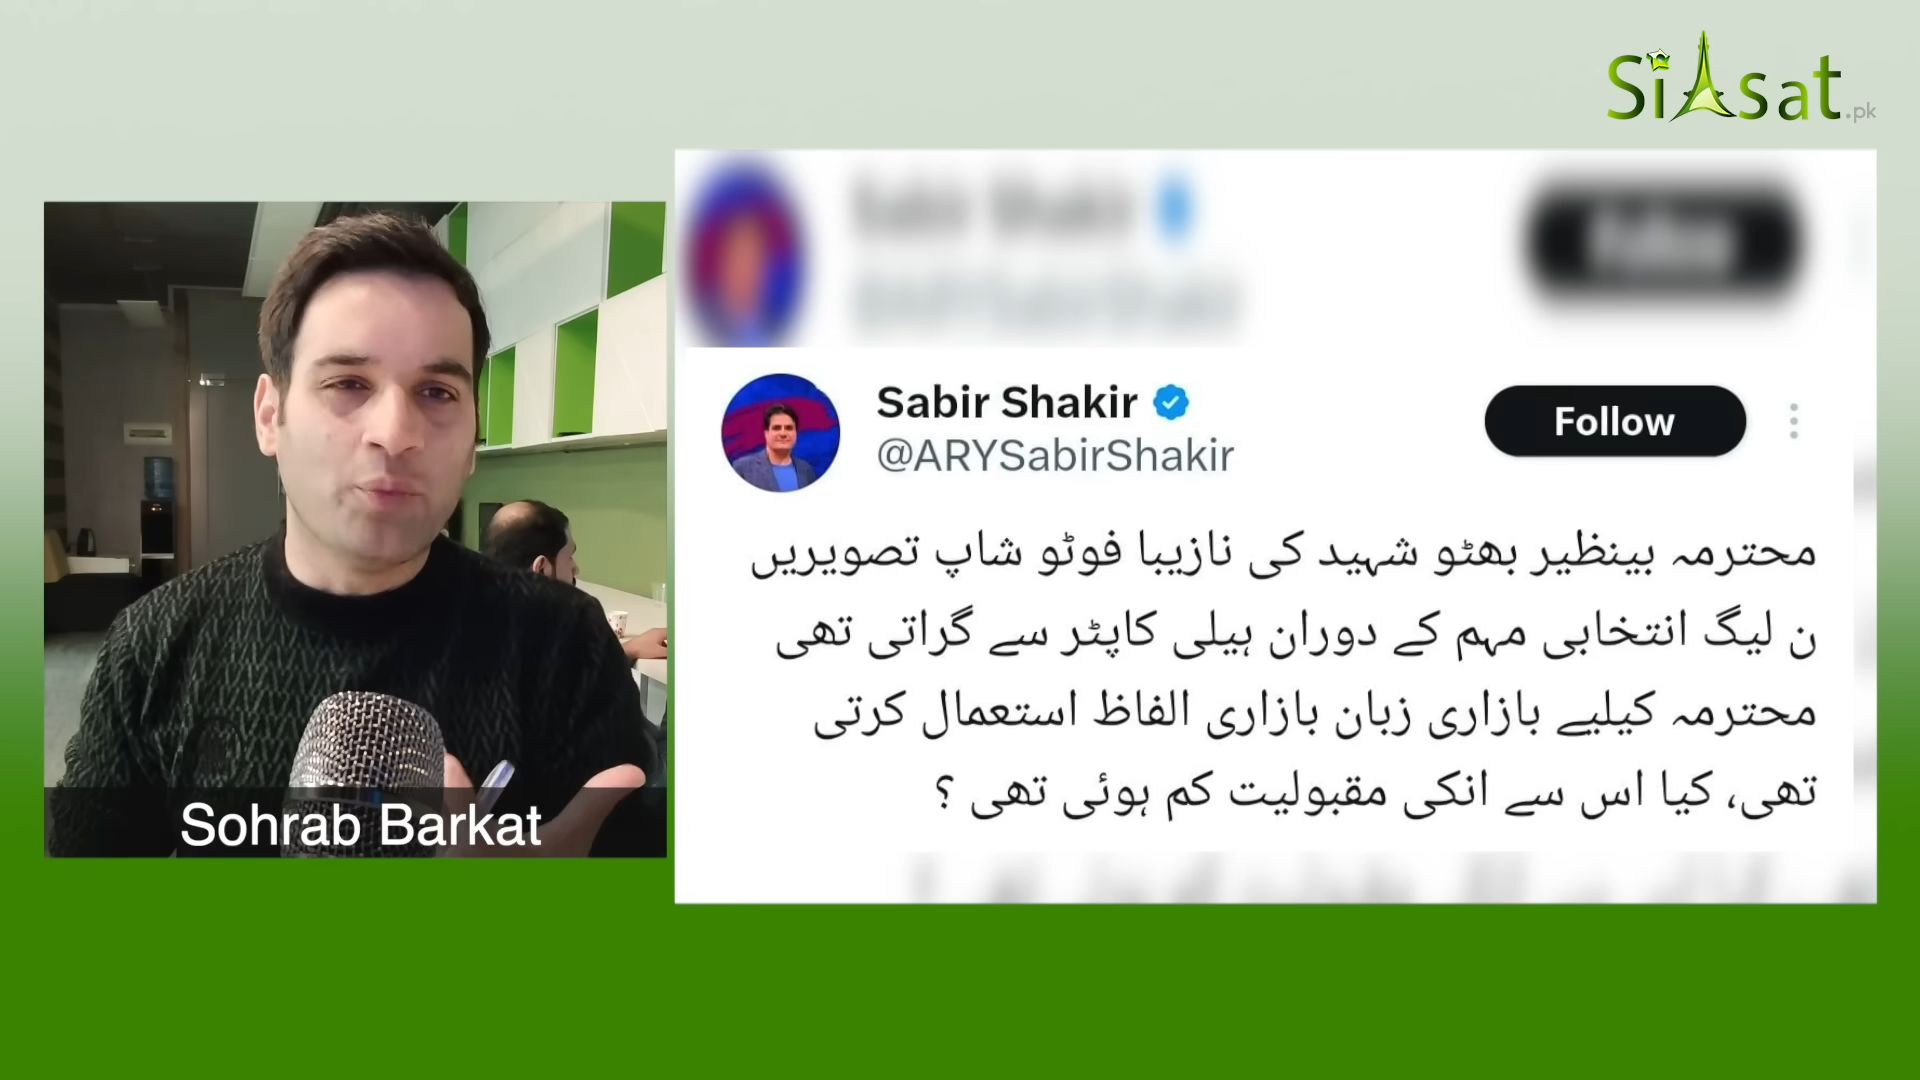 SiAsat.pk
Sabir Shakir
Follow
@ARYSabirShakir
محترمہ بینظیر بھٹو شہید کی نازیبا فوٹو شاپ تصویریں
ن لیگ انتخابی مہم کے دوران ہیلی کاپٹر سے گراتی تھی
محترمہ کیلیے بازاری زبان بازاری الفاظ استعمال کرتی
تھی، کیا اس سے انکی مقبولیت کم ہوئی تھی ؟
Sohrab Barkat